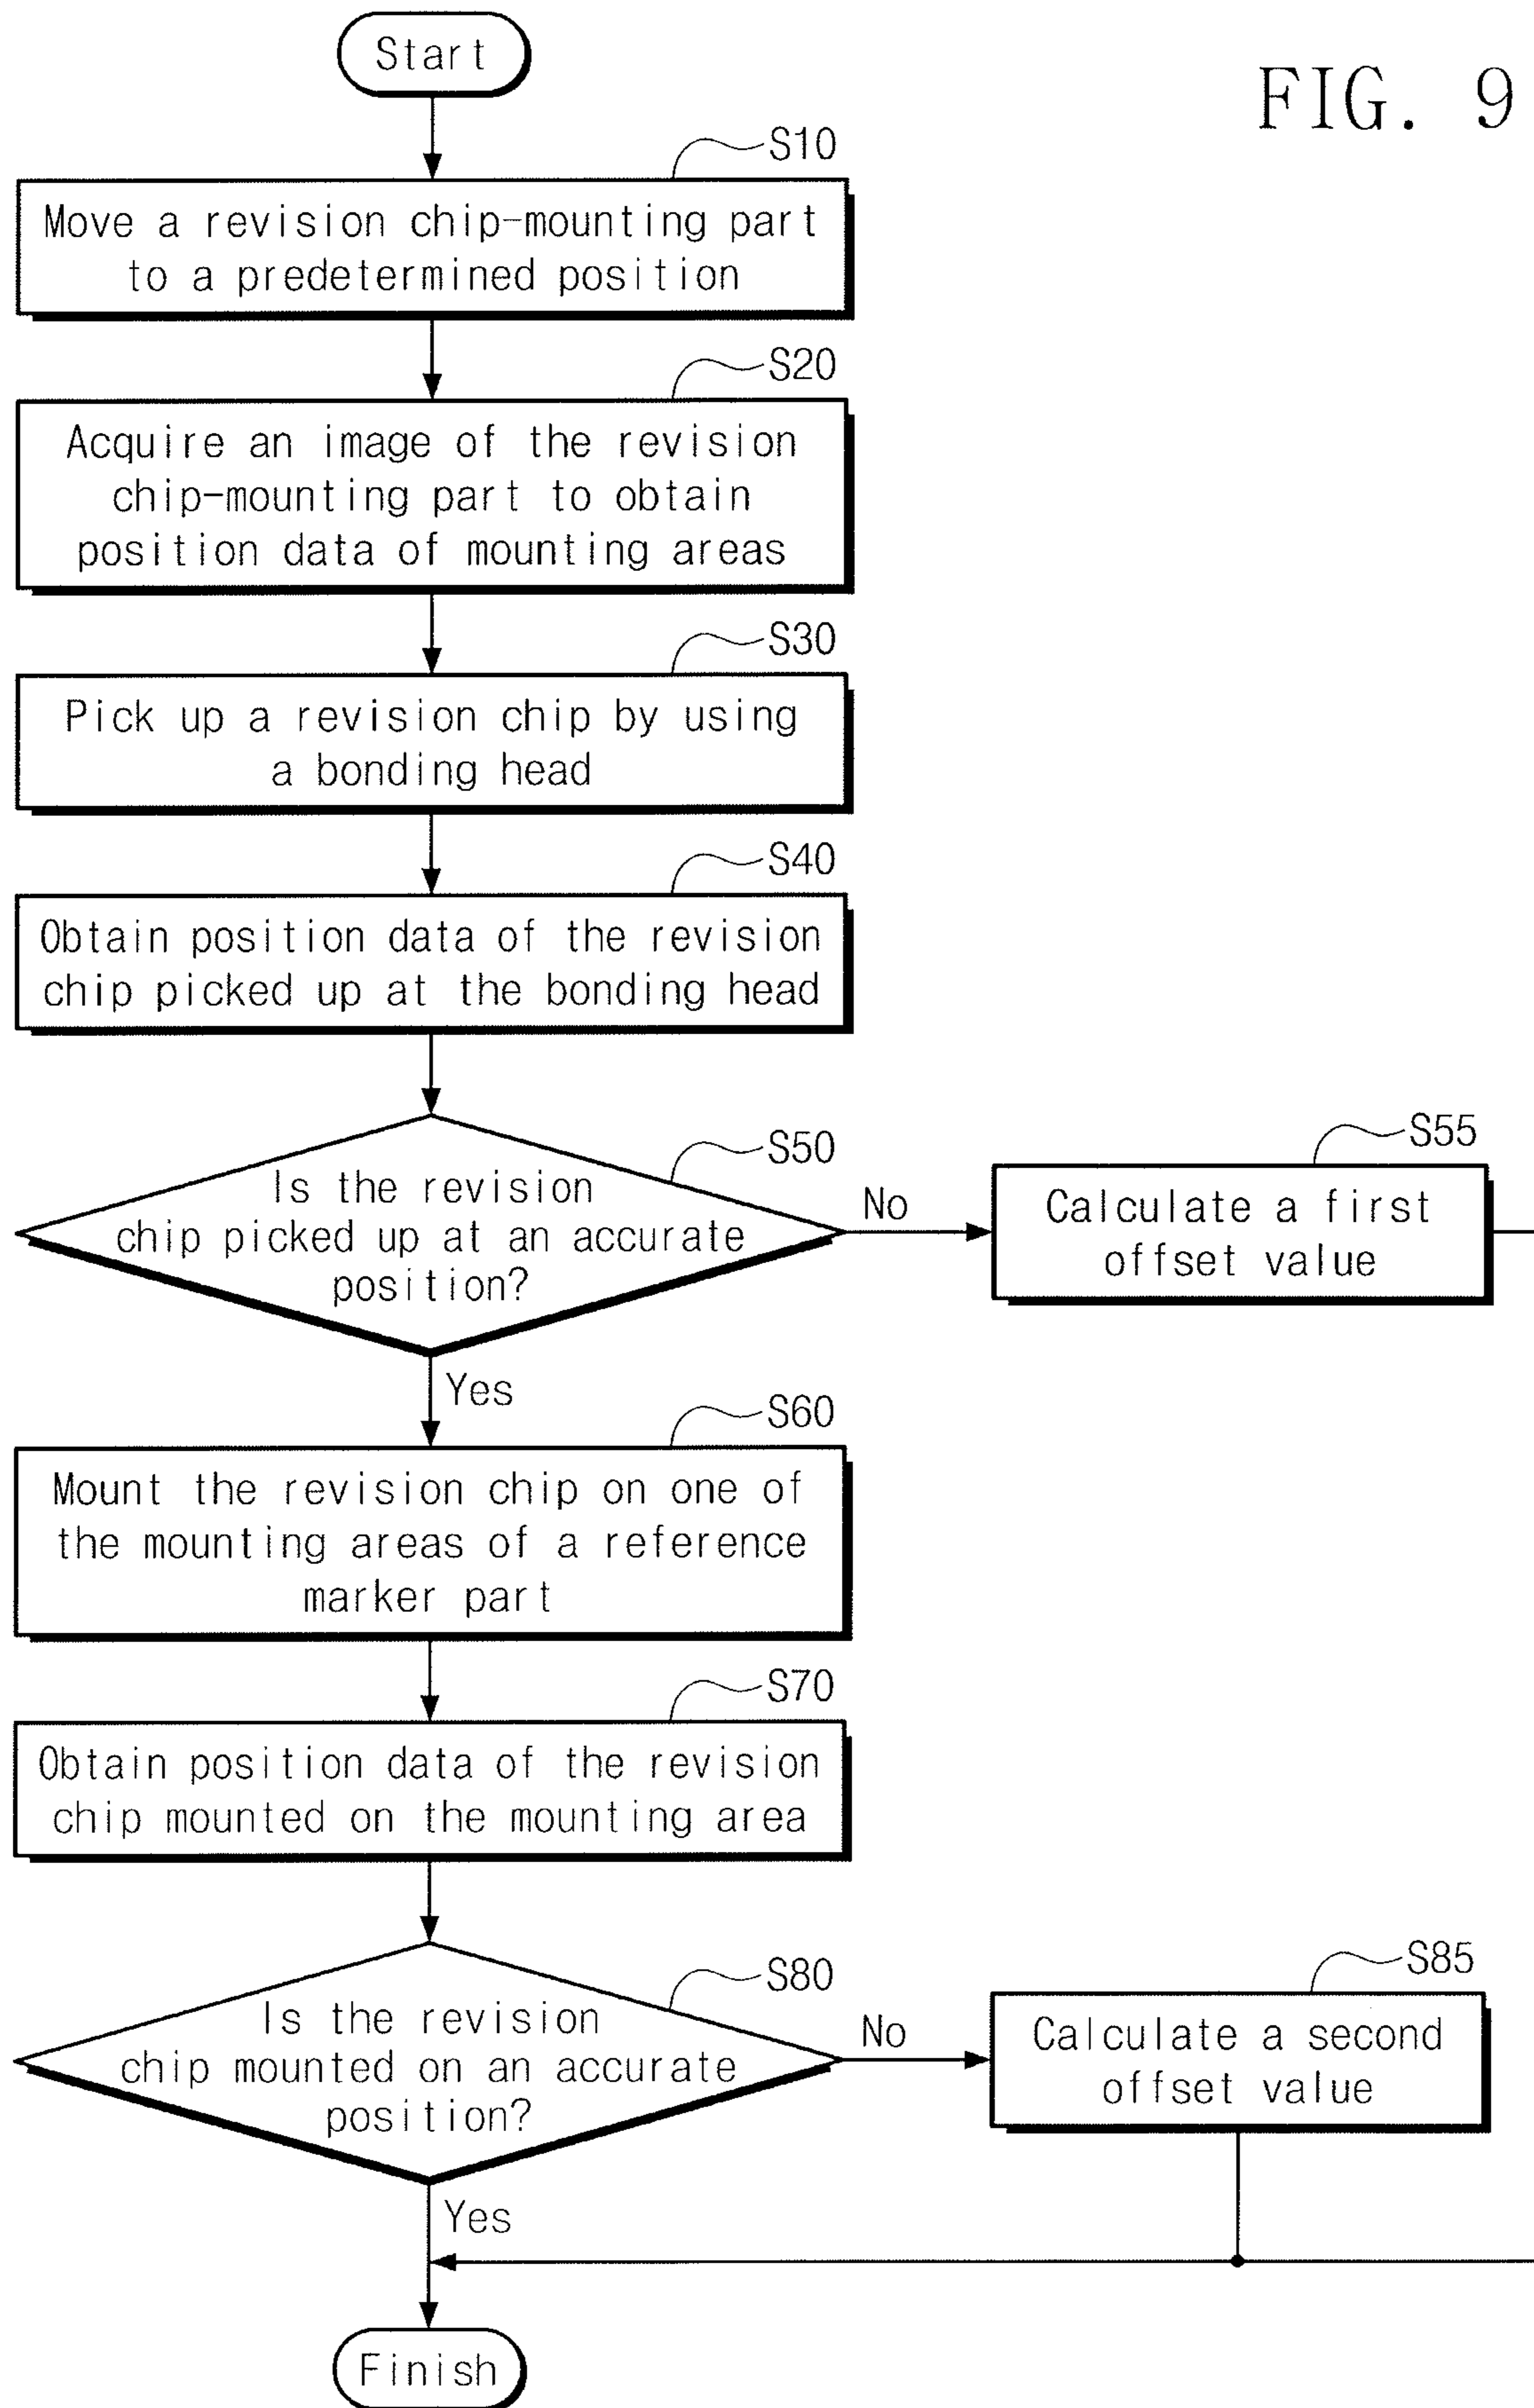 FIG. 9
Start
S10
Move a revision chip-mounting part
to a predetermined position
S20
Acquire an image of the revision
chip-mounting part to obtain
position data of mounting areas
S30
Pick up a revision chip by using
a bonding head
S40
Obtain position data of the revision
chip picked up at the bonding head
S50
Is the revision
chip picked up at an accurate
position?
No
S55
Calculate a first
offset value
Yes
S60
Mount the revision chip on one of
the mounting areas of a reference
marker part
S70
Obtain position data of the revision
chip mounted on the mounting area
S80
Is the revision
chip mounted on an accurate
position?
No
S85
Calculate a second
offset value
Yes
Finish